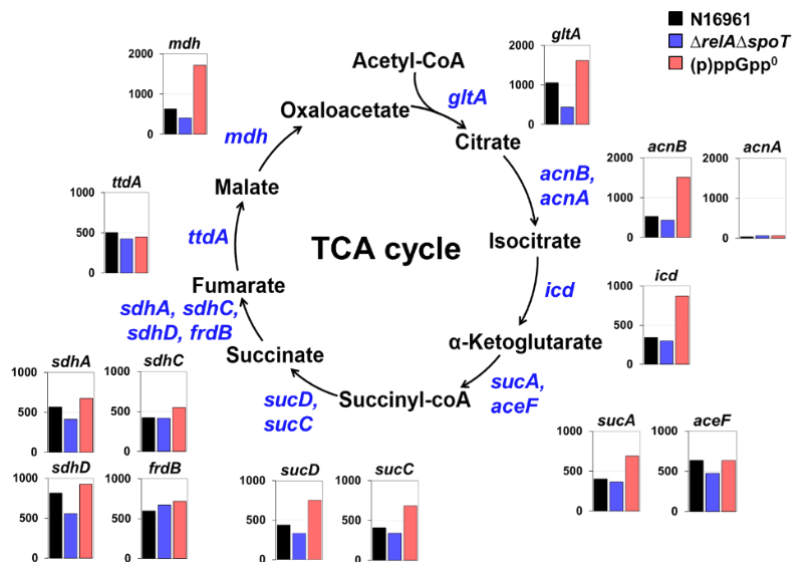 N16961
ΔrelAΔspoT
(p)ppGpp⁰
mdh
2000
1000
0
Acetyl-CoA
gltA
gltA
2000
1000
0
Oxaloacetate
Citrate
mdh
acnB,
acnA
acnB
2000
1000
0
acnA
2000
1000
0
Malate
ttdA
1000
500
0
ttdA
TCA cycle
Isocitrate
icd
icd
1000
500
0
Fumarate
sdhA, sdhC,
sdhD, frdB
Succinate
α-Ketoglutarate
sucA,
aceF
Succinyl-coA
sucD,
sucC
sdhA
1000
500
0
sdhC
1000
500
0
sdhD
1000
500
0
frdB
1000
500
0
sucD
1000
500
0
sucC
1000
500
0
sucA
1000
500
0
aceF
1000
500
0